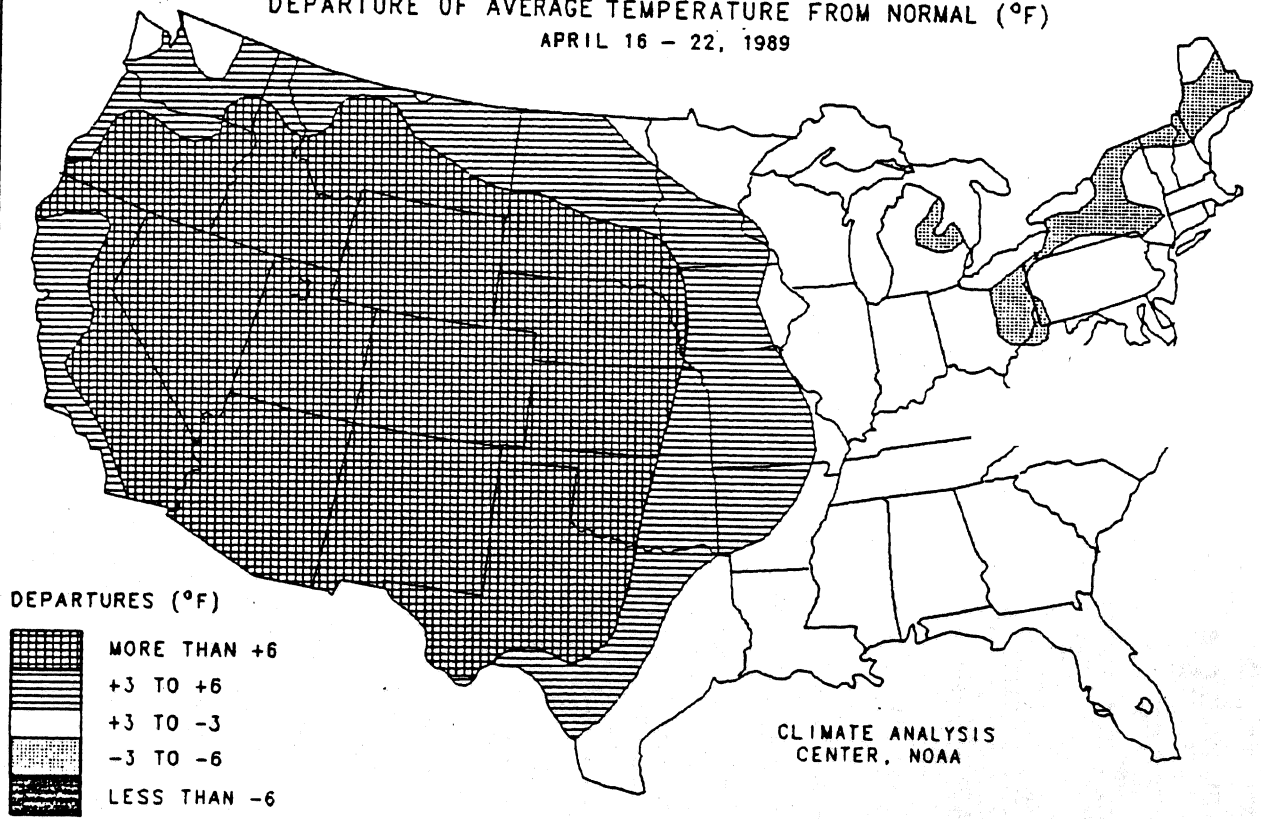 DEPARTURE OF AVERAGE TEMPERATURE FROM NORMAL (°F)
APRIL 16 – 22, 1989
DEPARTURES (°F)
MORE THAN +6
+3 TO +6
+3 TO -3
-3 TO -6
LESS THAN -6
CLIMATE ANALYSIS
CENTER, NOAA